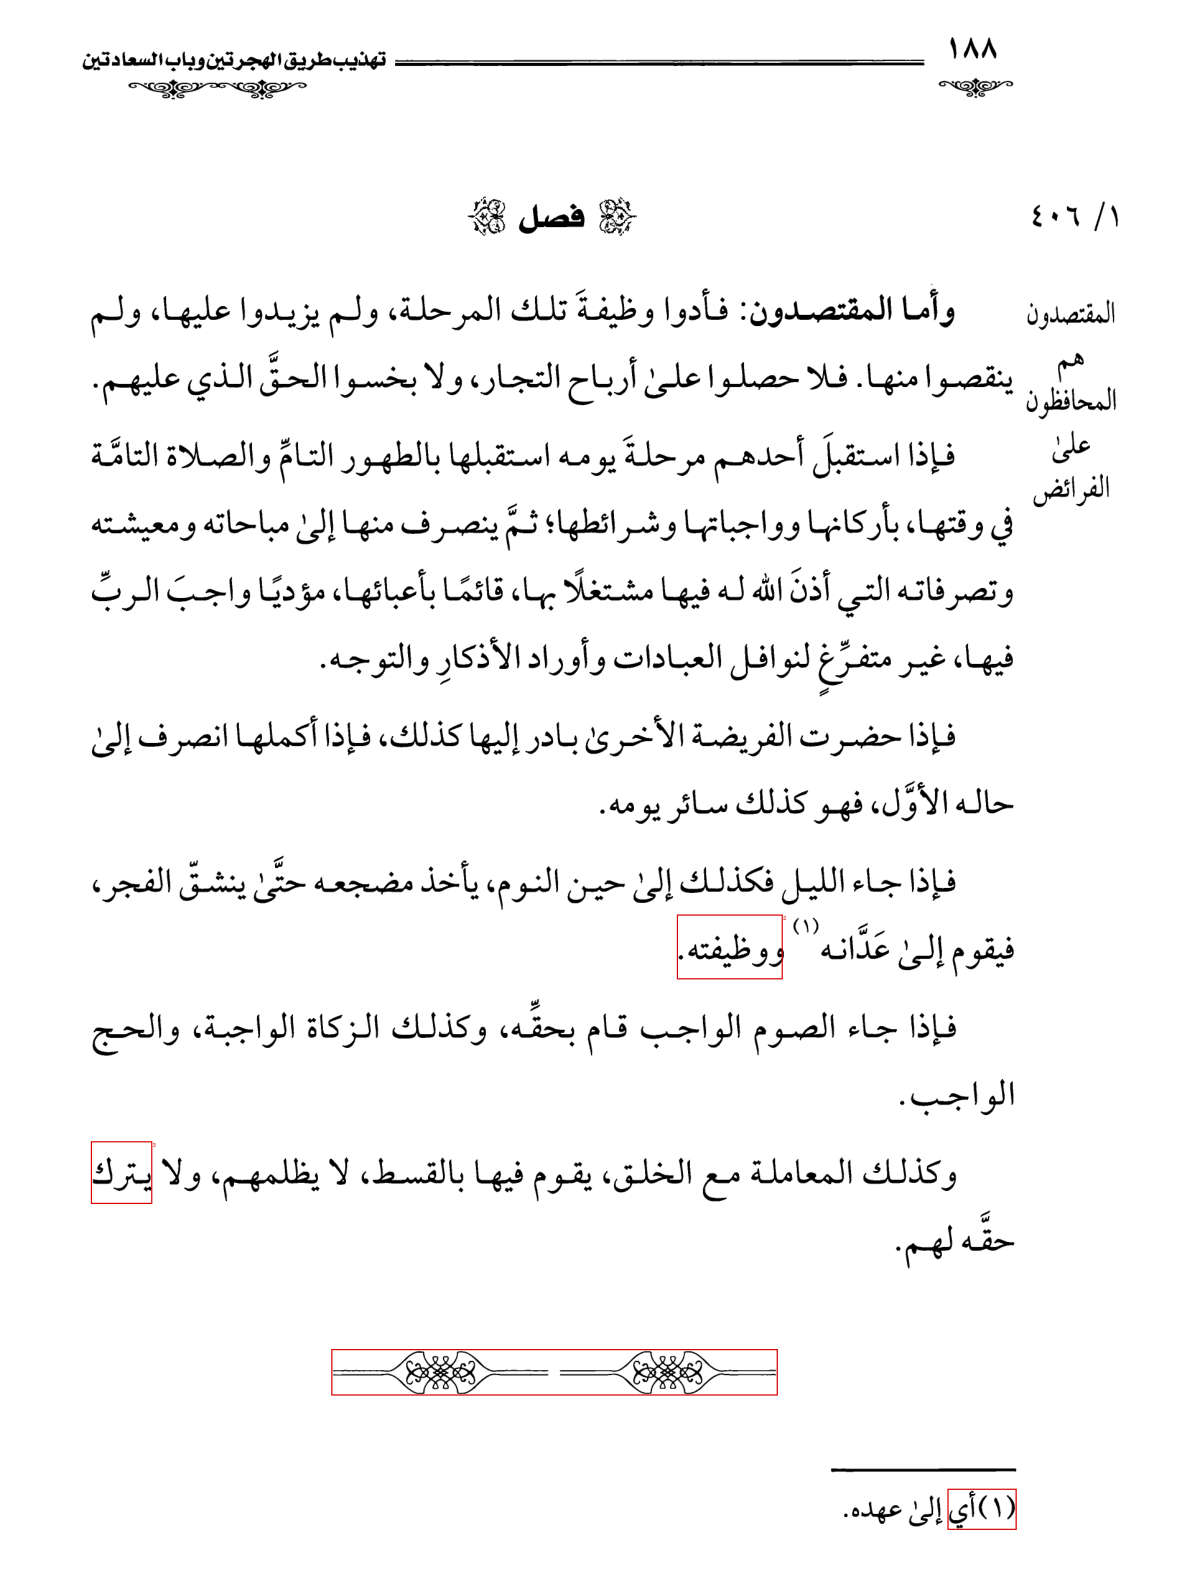 ١٨٨
تهذيب طريق الهجرتين وباب السعادتين
١/ ٤٠٦
فصل
المقتصدون
هم
المحافظون
علىٰ
الفرائض
وأما المقتصدون: فأدوا وظيفةَ تلك المرحلة، ولم يزيدوا عليها، ولم
ينقصوا منها. فلا حصلوا علىٰ أرباح التجار، ولا بخسوا الحقَّ الذي عليهم.
فإذا استقبلَ أحدهم مرحلةَ يومه استقبلها بالطهور التامِّ والصلاة التامَّة
في وقتها، بأركانها وواجباتها وشرائطها؛ ثمَّ ينصرف منها إلىٰ مباحاته ومعيشته
وتصرفاته التي أذنَ الله له فيها مشتغلًا بها، قائمًا بأعبائها، مؤديًا واجبَ الربِّ
فيها، غير متفرِّغٍ لنوافل العبادات وأوراد الأذكارِ والتوجه.
فإذا حضرت الفريضة الأخرىٰ بادر إليها كذلك، فإذا أكملها انصرف إلىٰ
حاله الأوَّل، فهو كذلك سائر يومه.
فإذا جاء الليل فكذلك إلىٰ حين النوم، يأخذ مضجعه حتَّىٰ ينشقّ الفجر،
فيقوم إلىٰ عَدَّانه(١) ووظيفته.
فإذا جاء الصوم الواجب قام بحقِّه، وكذلك الزكاة الواجبة، والحج
الواجب.
وكذلك المعاملة مع الخلق، يقوم فيها بالقسط، لا يظلمهم، ولا يترك
حقَّه لهم.
(١) أي إلىٰ عهده.